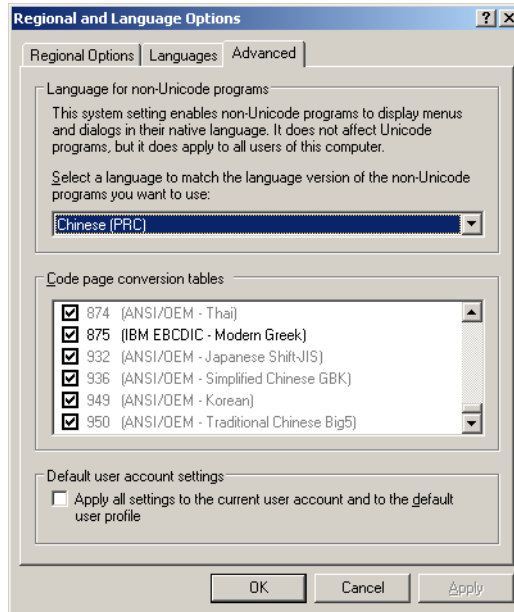 Regional and Language Options
Regional Options Languages Advanced
Language for non-Unicode programs
This system setting enables non-Unicode programs to display menus
and dialogs in their native language. It does not affect Unicode
programs, but it does apply to all users of this computer.
Select a language to match the language version of the non-Unicode
programs you want to use:
Chinese (PRC)
Code page conversion tables
874 (ANSI/OEM - Thai)
875 (IBM EBCDIC - Modern Greek)
932 (ANSI/OEM - Japanese Shift-JIS)
936 (ANSI/OEM - Simplified Chinese GBK)
949 (ANSI/OEM - Korean)
950 (ANSI/OEM - Traditional Chinese Big5)
Default user account settings
Apply all settings to the current user account and to the default
user profile
OK Cancel Apply